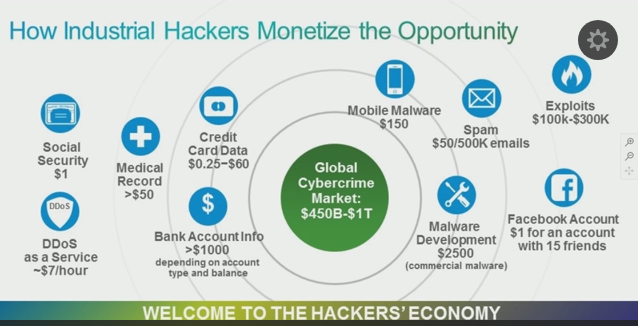 How Industrial Hackers Monetize the Opportunity
Social
Security
$1
Medical
Record
>$50
Credit
Card Data
$0.25–$60
Mobile Malware
$150
Spam
$50/500K emails
Exploits
$100k-$300K
Global
Cybercrime
Market:
$450B-$1T
DDoS
DDoS
as a Service
~$7/hour
$
Bank Account Info
>$1000
depending on account
type and balance
Malware
Development
$2500
(commercial malware)
f
Facebook Account
$1 for an account
with 15 friends
WELCOME TO THE HACKERS' ECONOMY